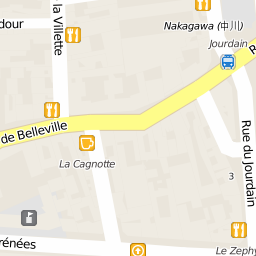 dour
la Villette
Nakagawa (中川)
Jourdain
R
de Belleville
La Cagnotte
Rue du Jourdain
3
rénées
Le Zephy